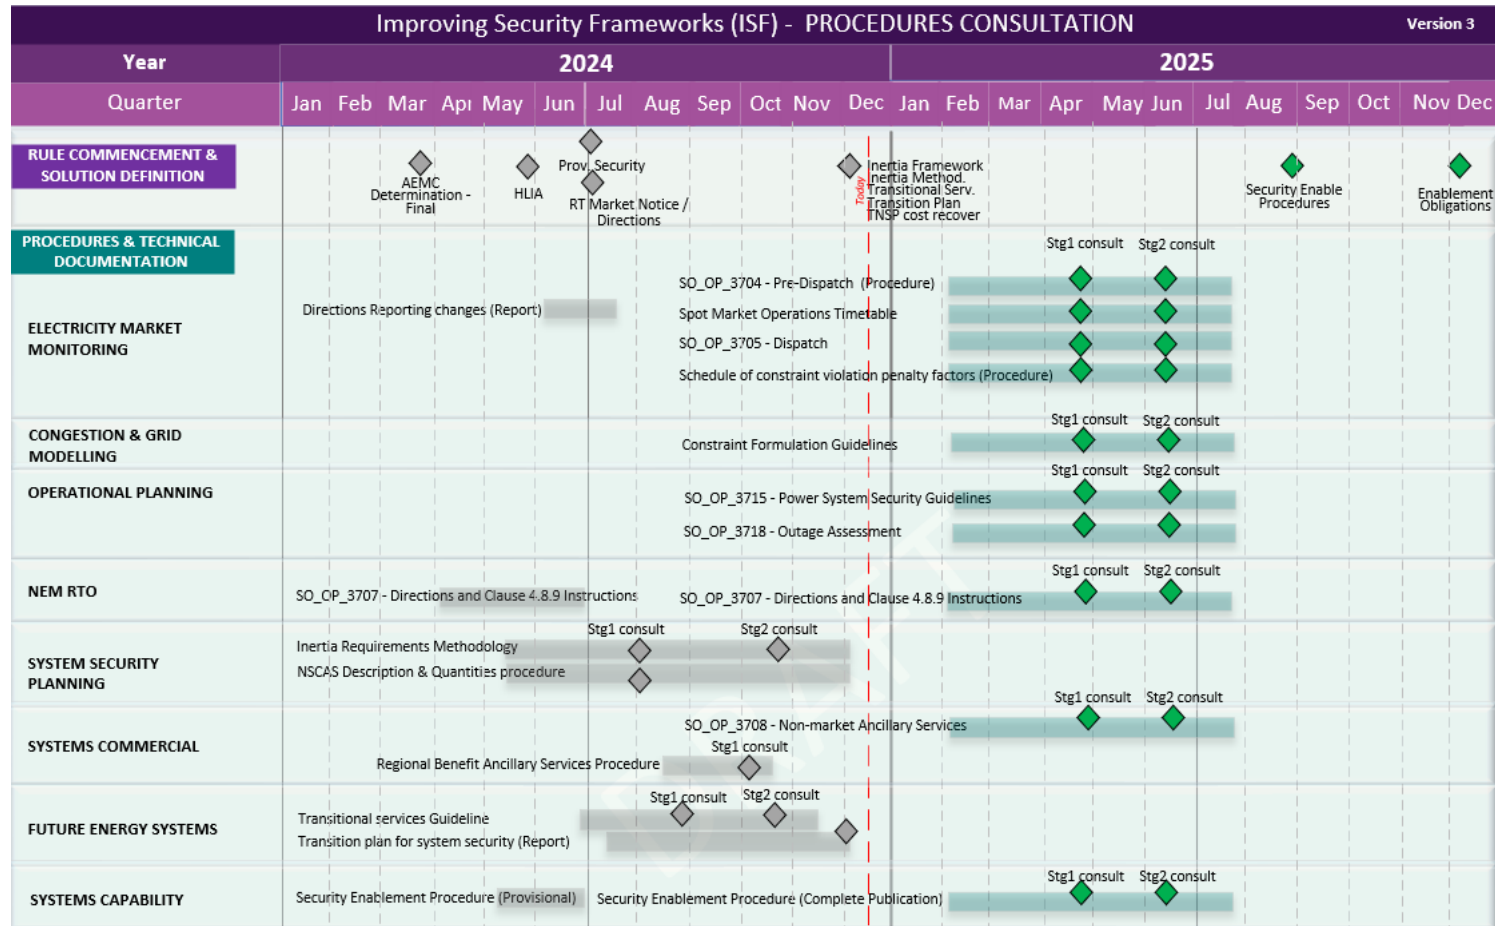 Improving Security Frameworks (ISF) - PROCEDURES CONSULTATION
Version 3
Year
2024
2025
Quarter
Jan Feb Mar Apr May Jun Jul Aug Sep Oct Nov Dec Jan Feb Mar Apr May Jun Jul Aug Sep Oct Nov Dec
RULE COMMENCEMENT &
SOLUTION DEFINITION
AEMC
Determination -
Final
HLIA
Prov. Security
RT Market Notice /
Directions
Today
Inertia Framework
Inertia Method.
Transitional Serv.
Transition Plan
TNSP cost recover
Security Enable
Procedures
Enablement
Obligations
PROCEDURES & TECHNICAL
DOCUMENTATION
Stg1 consult Stg2 consult
ELECTRICITY MARKET
MONITORING
SO_OP_3704 - Pre-Dispatch (Procedure)
Directions Reporting changes (Report)
Spot Market Operations Timetable
SO_OP_3705 - Dispatch
Schedule of constraint violation penalty factors (Procedure)
CONGESTION & GRID
MODELLING
Stg1 consult Stg2 consult
Constraint Formulation Guidelines
OPERATIONAL PLANNING
Stg1 consult Stg2 consult
SO_OP_3715 - Power System Security Guidelines
SO_OP_3718 - Outage Assessment
NEM RTO
Stg1 consult Stg2 consult
SO_OP_3707 - Directions and Clause 4.8.9 Instructions
SO_OP_3707 - Directions and Clause 4.8.9 Instructions
SYSTEM SECURITY
PLANNING
Stg1 consult
Stg2 consult
Inertia Requirements Methodology
NSCAS Description & Quantities procedure
SYSTEMS COMMERCIAL
Stg1 consult Stg2 consult
SO_OP_3708 - Non-market Ancillary Services
Stg1 consult
Regional Benefit Ancillary Services Procedure
FUTURE ENERGY SYSTEMS
Stg1 consult Stg2 consult
Transitional services Guideline
Transition plan for system security (Report)
SYSTEMS CAPABILITY
Stg1 consult Stg2 consult
Security Enablement Procedure (Provisional)
Security Enablement Procedure (Complete Publication)
DRAFT